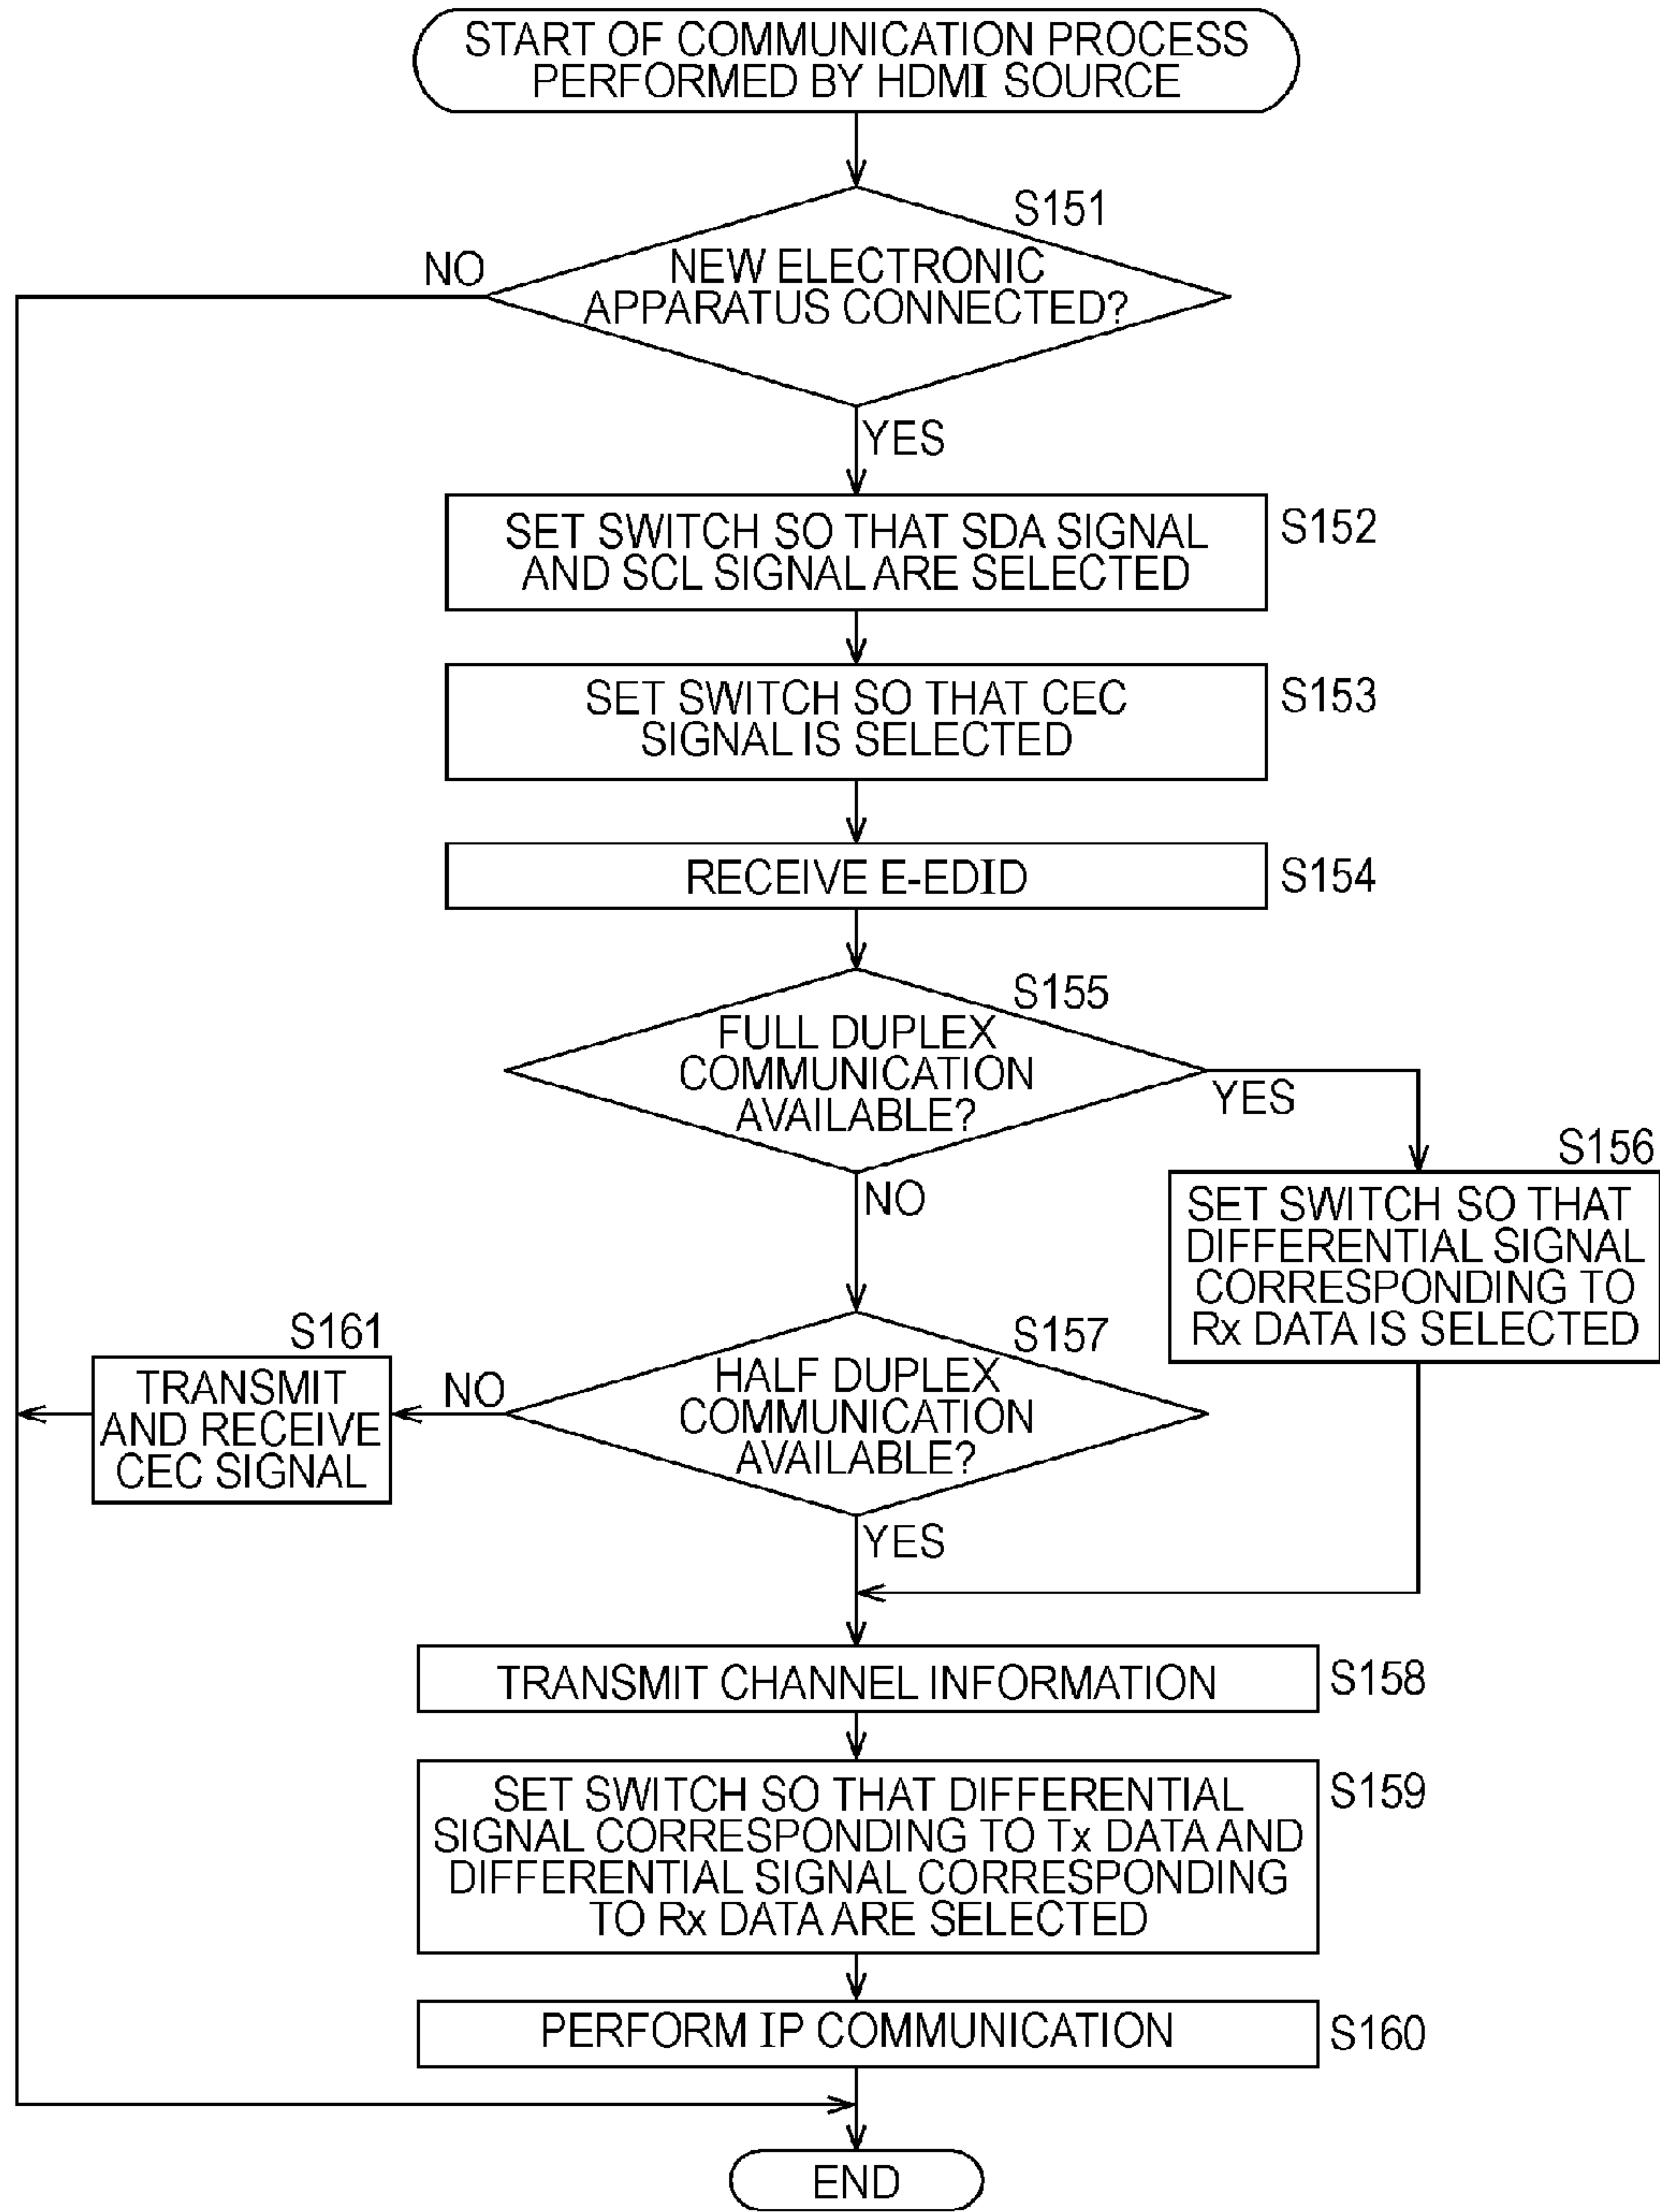 START OF COMMUNICATION PROCESS
PERFORMED BY HDMI SOURCE
S151
NO
NEW ELECTRONIC
APPARATUS CONNECTED?
YES
SET SWITCH SO THAT SDA SIGNAL
AND SCL SIGNAL ARE SELECTED
S152
SET SWITCH SO THAT CEC
SIGNAL IS SELECTED
S153
RECEIVE E-EDID
S154
S155
FULL DUPLEX
COMMUNICATION
AVAILABLE?
YES
NO
S156
SET SWITCH SO THAT
DIFFERENTIAL SIGNAL
CORRESPONDING TO
Rx DATA IS SELECTED
S157
HALF DUPLEX
COMMUNICATION
AVAILABLE?
NO
S161
TRANSMIT
AND RECEIVE
CEC SIGNAL
YES
TRANSMIT CHANNEL INFORMATION
S158
SET SWITCH SO THAT DIFFERENTIAL
SIGNAL CORRESPONDING TO Tx DATA AND
DIFFERENTIAL SIGNAL CORRESPONDING
TO Rx DATA ARE SELECTED
S159
PERFORM IP COMMUNICATION
S160
END